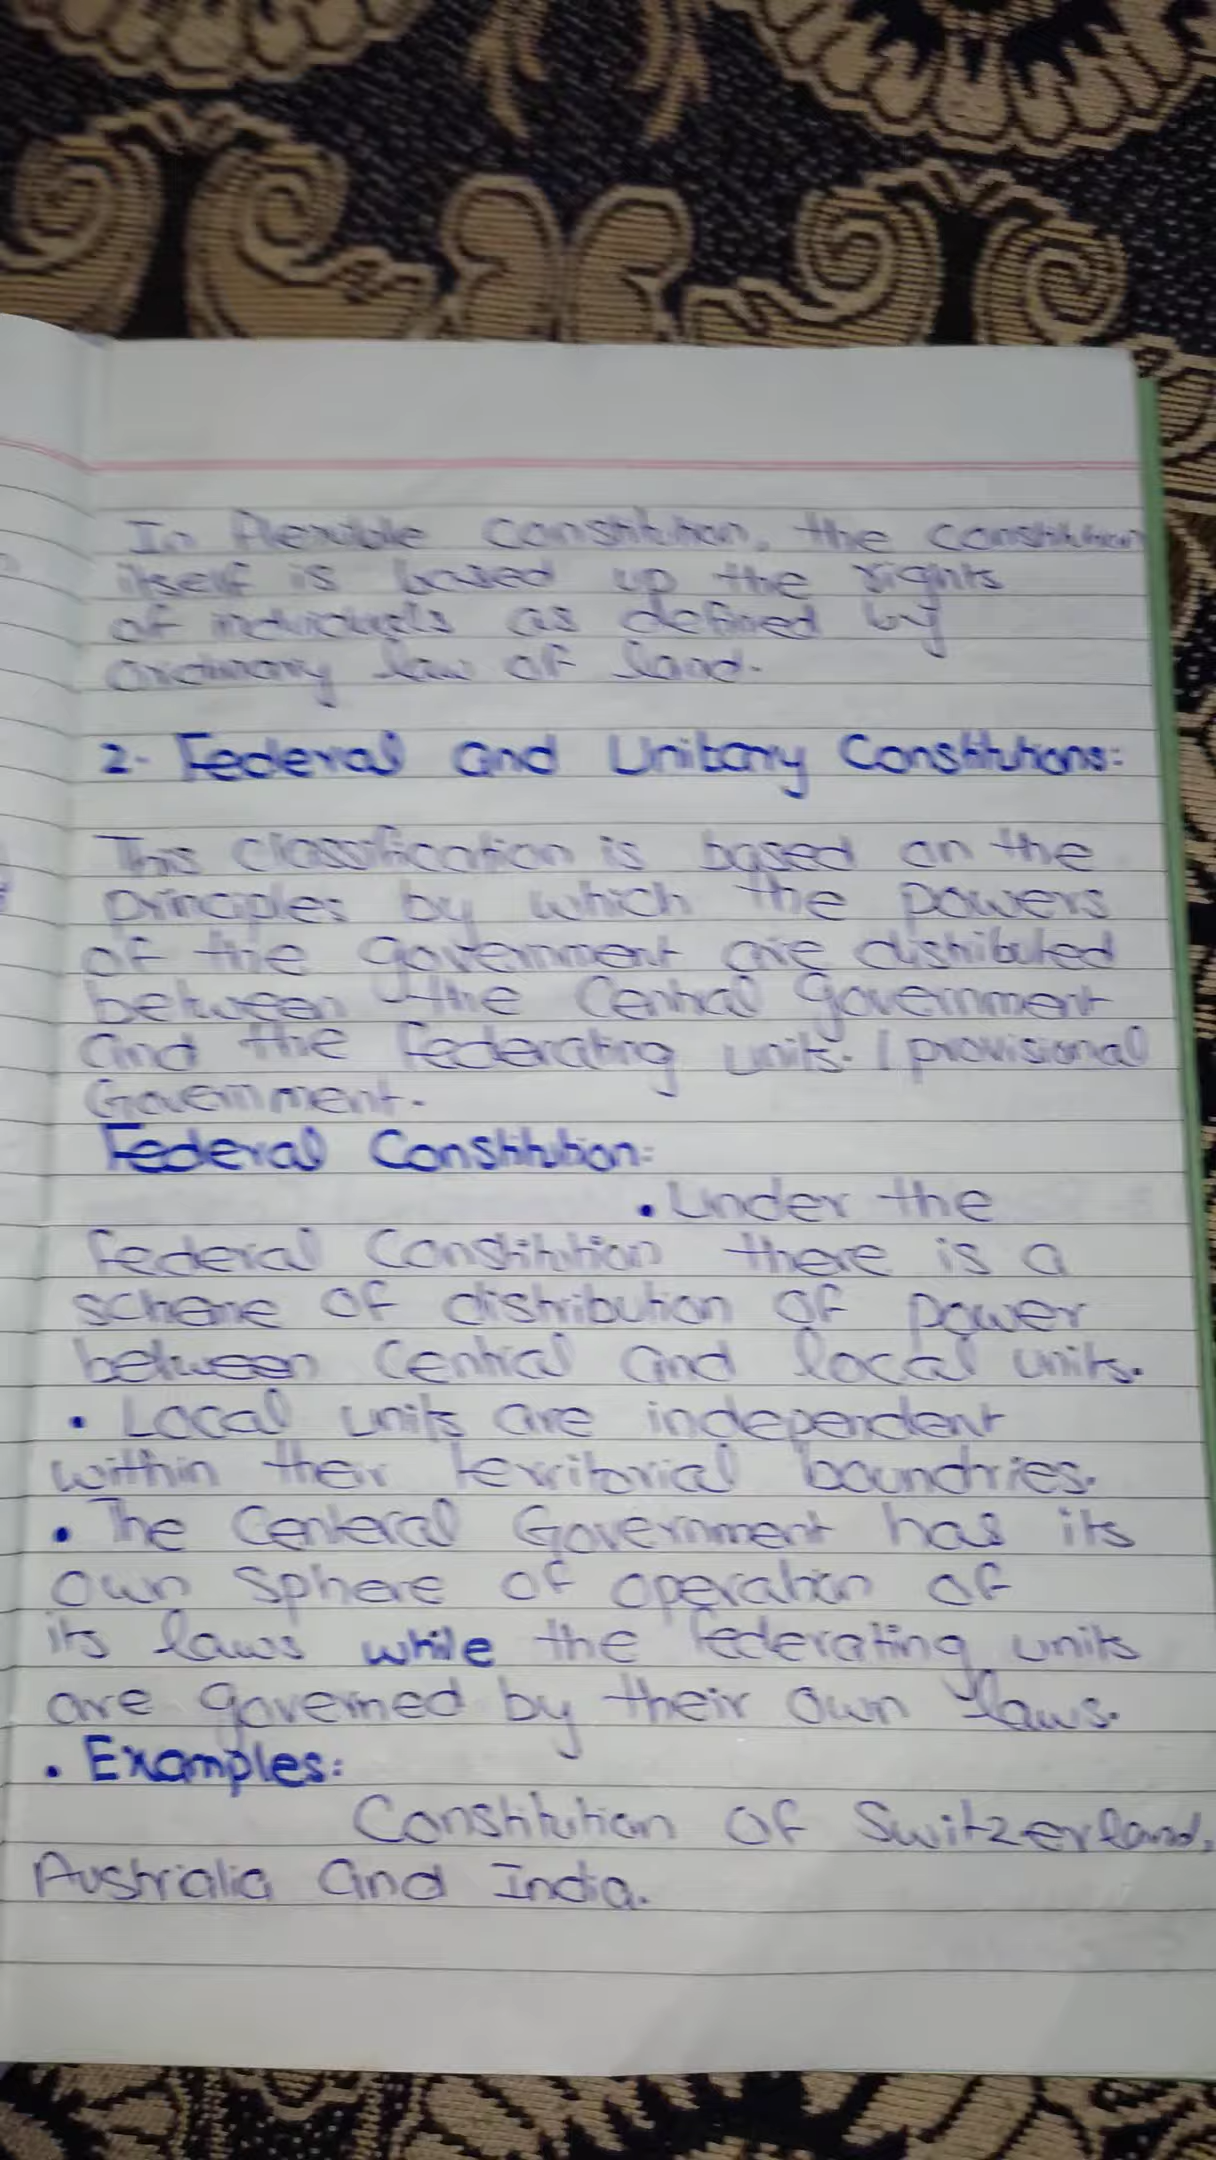 In flexible constitution, the constitution
itself is based up the rights
of individuals as defined by
ordinary law of land.
2- Federal and Unitary Constitutions:
This classification is based on the
principles by which the powers
of the government are distributed
between the Central Government
and the federating units. / provisional
Government.
Federal Constitution:
• Under the
federal Constitution there is a
scheme of distribution of power
between Central and local units.
• Local units are independent
within their territorial boundries.
• The Centeral Government has its
own sphere of operation of
its laws while the federating units
are governed by their own laws.
• Examples:
Constitution of Switzerland,
Australia and India.